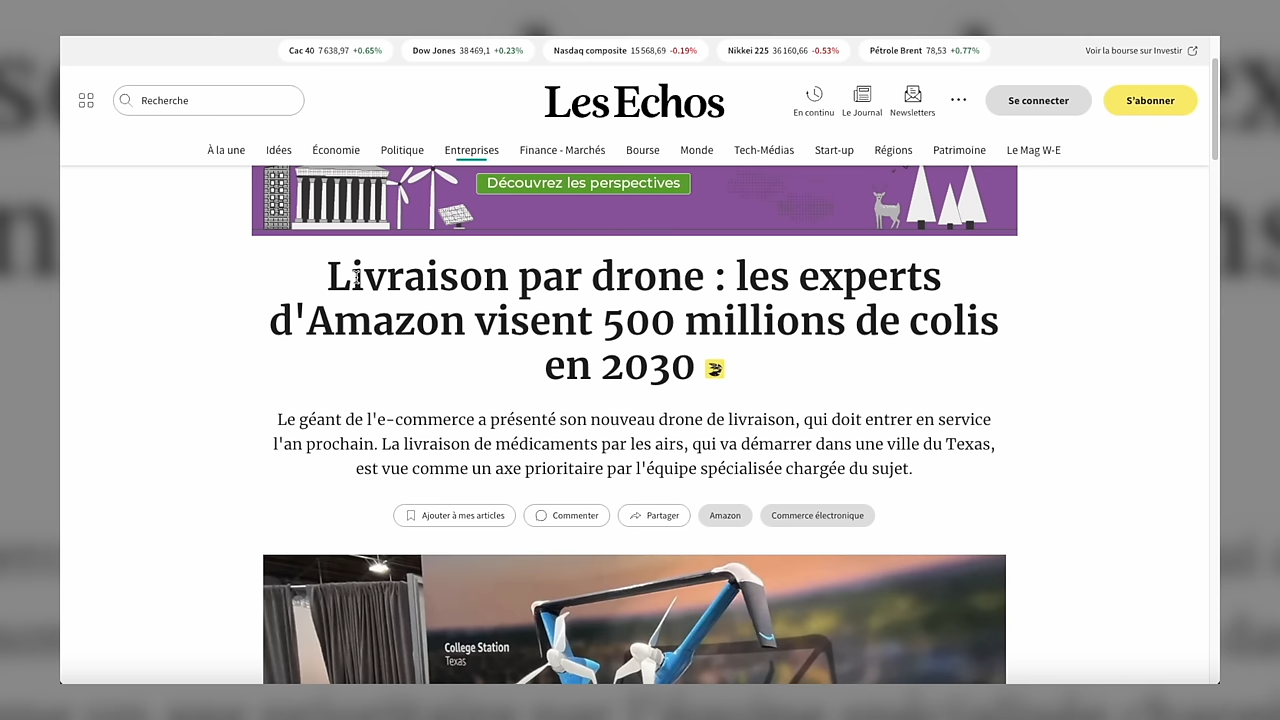 Cac 40 7 638,97 +0.65% Dow Jones 38 469,1 +0.23% Nasdaq composite 15 568,69 -0.19% Nikkei 225 36 160,66 -0.53% Pétrole Brent 78,53 +0.77% Voir la bourse sur Investir
Recherche
Les Echos
En continu Le Journal Newsletters
Se connecter
S'abonner
À la une Idées Économie Politique Entreprises Finance - Marchés Bourse Monde Tech-Médias Start-up Régions Patrimoine Le Mag W-E
Découvrez les perspectives
Livraison par drone : les experts
d'Amazon visent 500 millions de colis
en 2030
Le géant de l'e-commerce a présenté son nouveau drone de livraison, qui doit entrer en service
l'an prochain. La livraison de médicaments par les airs, qui va démarrer dans une ville du Texas,
est vue comme un axe prioritaire par l'équipe spécialisée chargée du sujet.
Ajouter à mes articles Commenter Partager Amazon Commerce électronique
College Station
Texas